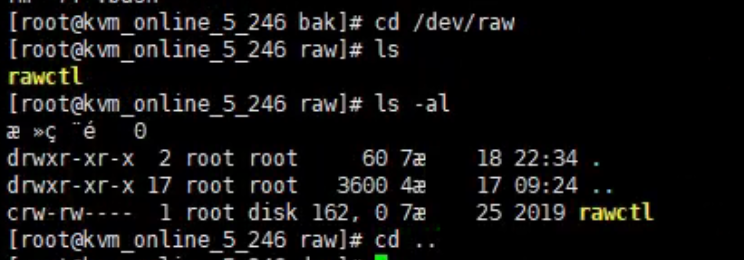 [root@kvm_online_5_246 bak]# cd /dev/raw
[root@kvm_online_5_246 raw]# ls
rawctl
[root@kvm_online_5_246 raw]# ls -al
æ »ç ¨é 0
drwxr-xr-x 2 root root 60 7æ 18 22:34 .
drwxr-xr-x 17 root root 3600 4æ 17 09:24 ..
crw-rw---- 1 root disk 162, 0 7æ 25 2019 rawctl
[root@kvm_online_5_246 raw]# cd ..